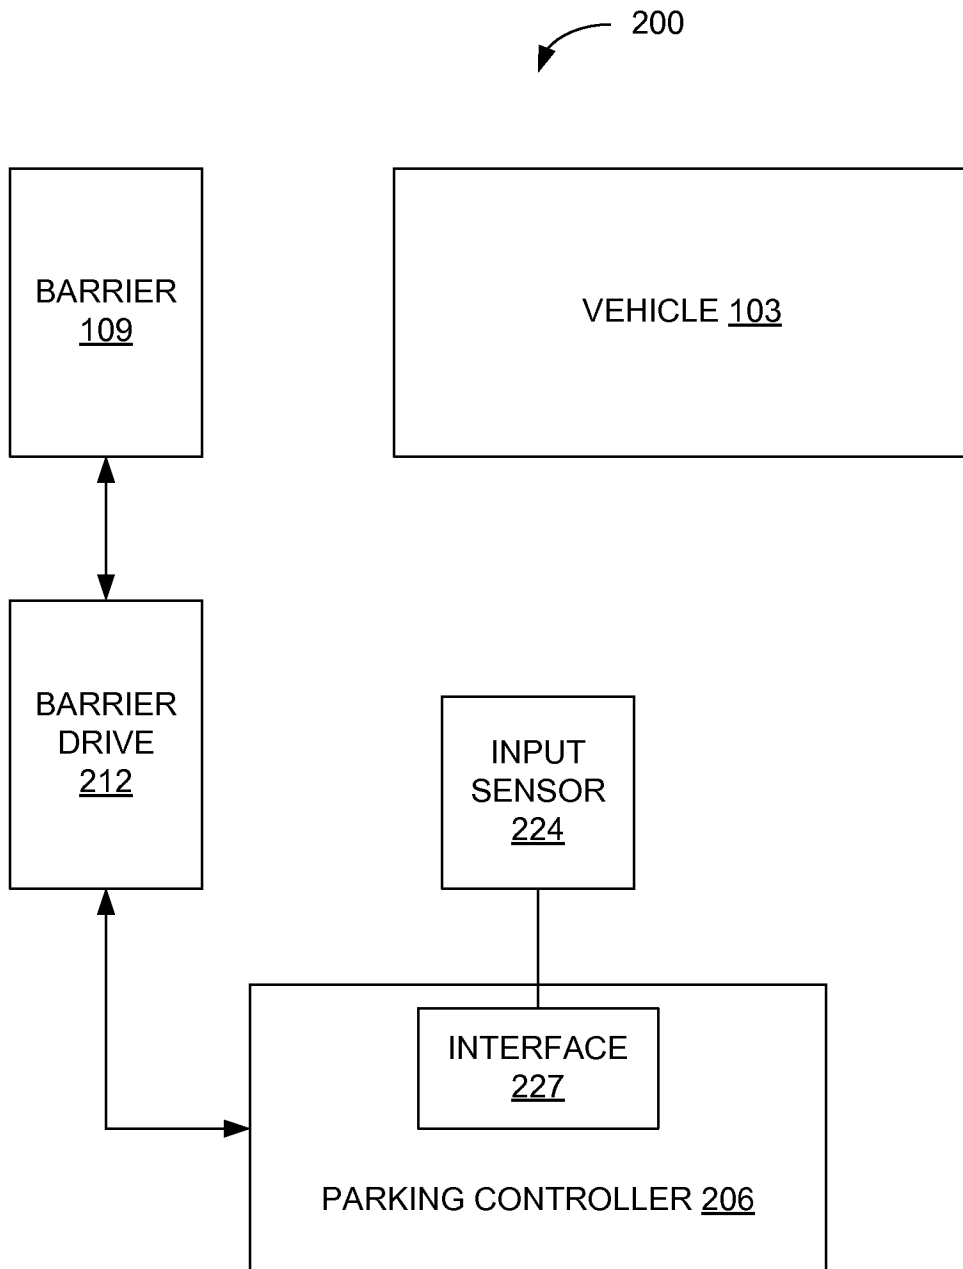 200
BARRIER
109
VEHICLE 103
BARRIER
DRIVE
212
INPUT
SENSOR
224
INTERFACE
227
PARKING CONTROLLER 206